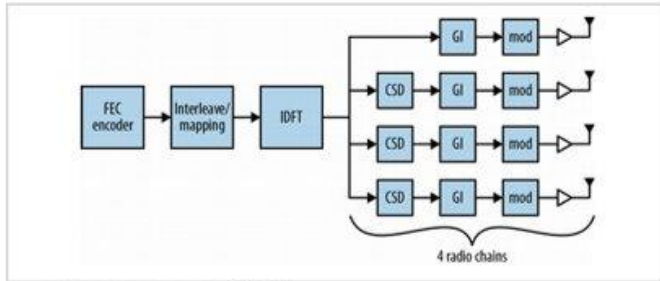 GI
mod
FEC
encoder
Interleave/
mapping
IDFT
CSD
GI
mod
CSD
GI
mod
CSD
GI
mod
4 radio chains